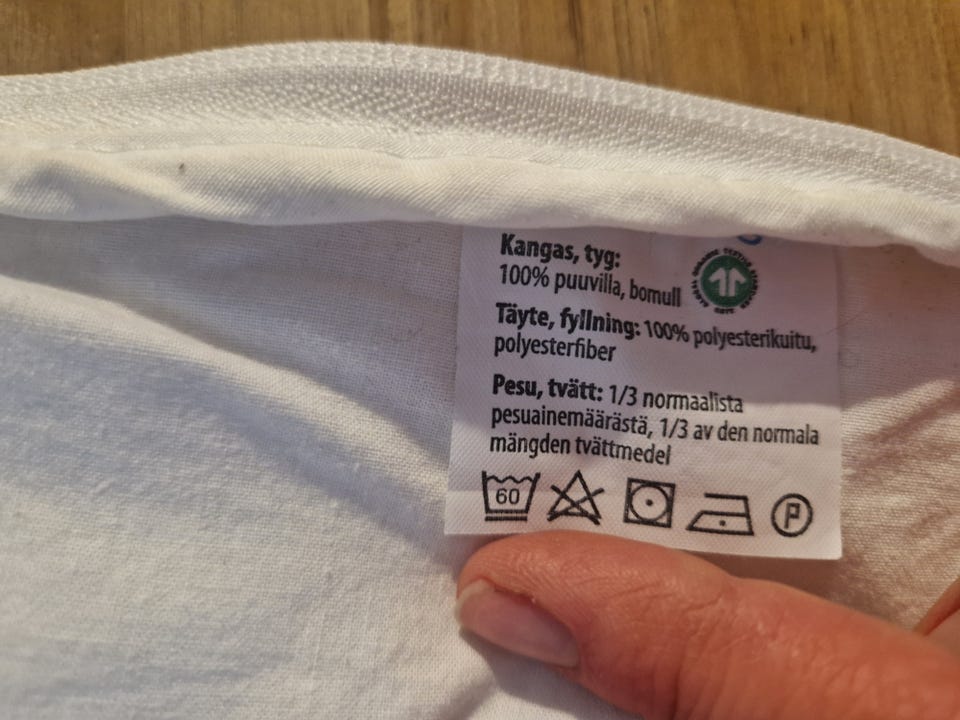 Kangas, tyg:
100% puuvilla, bomull
Täyte, fyllning: 100% polyesterikuitu,
polyesterfiber
Pesu, tvätt: 1/3 normaalista
pesuainemäärästä, 1/3 av den normala
mängden tvättmedel
60
P